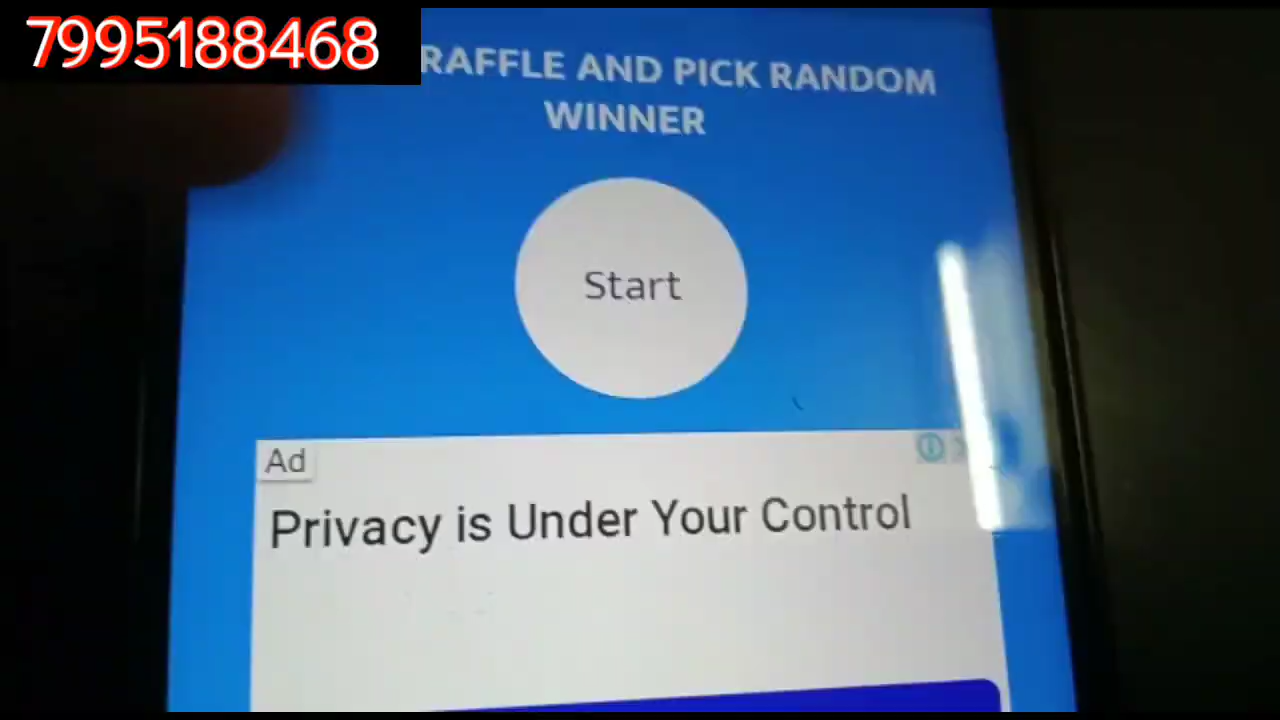 7995188468
RAFFLE AND PICK RANDOM
WINNER
Start
Ad
Privacy is Under Your Control